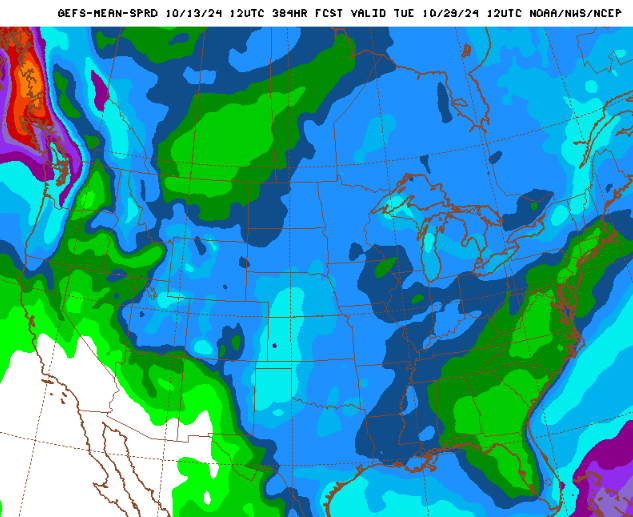 GEFS-MEAN-SPRD 10/13/24 12UTC 384HR FCST VALID TUE 10/29/24 12UTC NOAA/NWS/NCEP